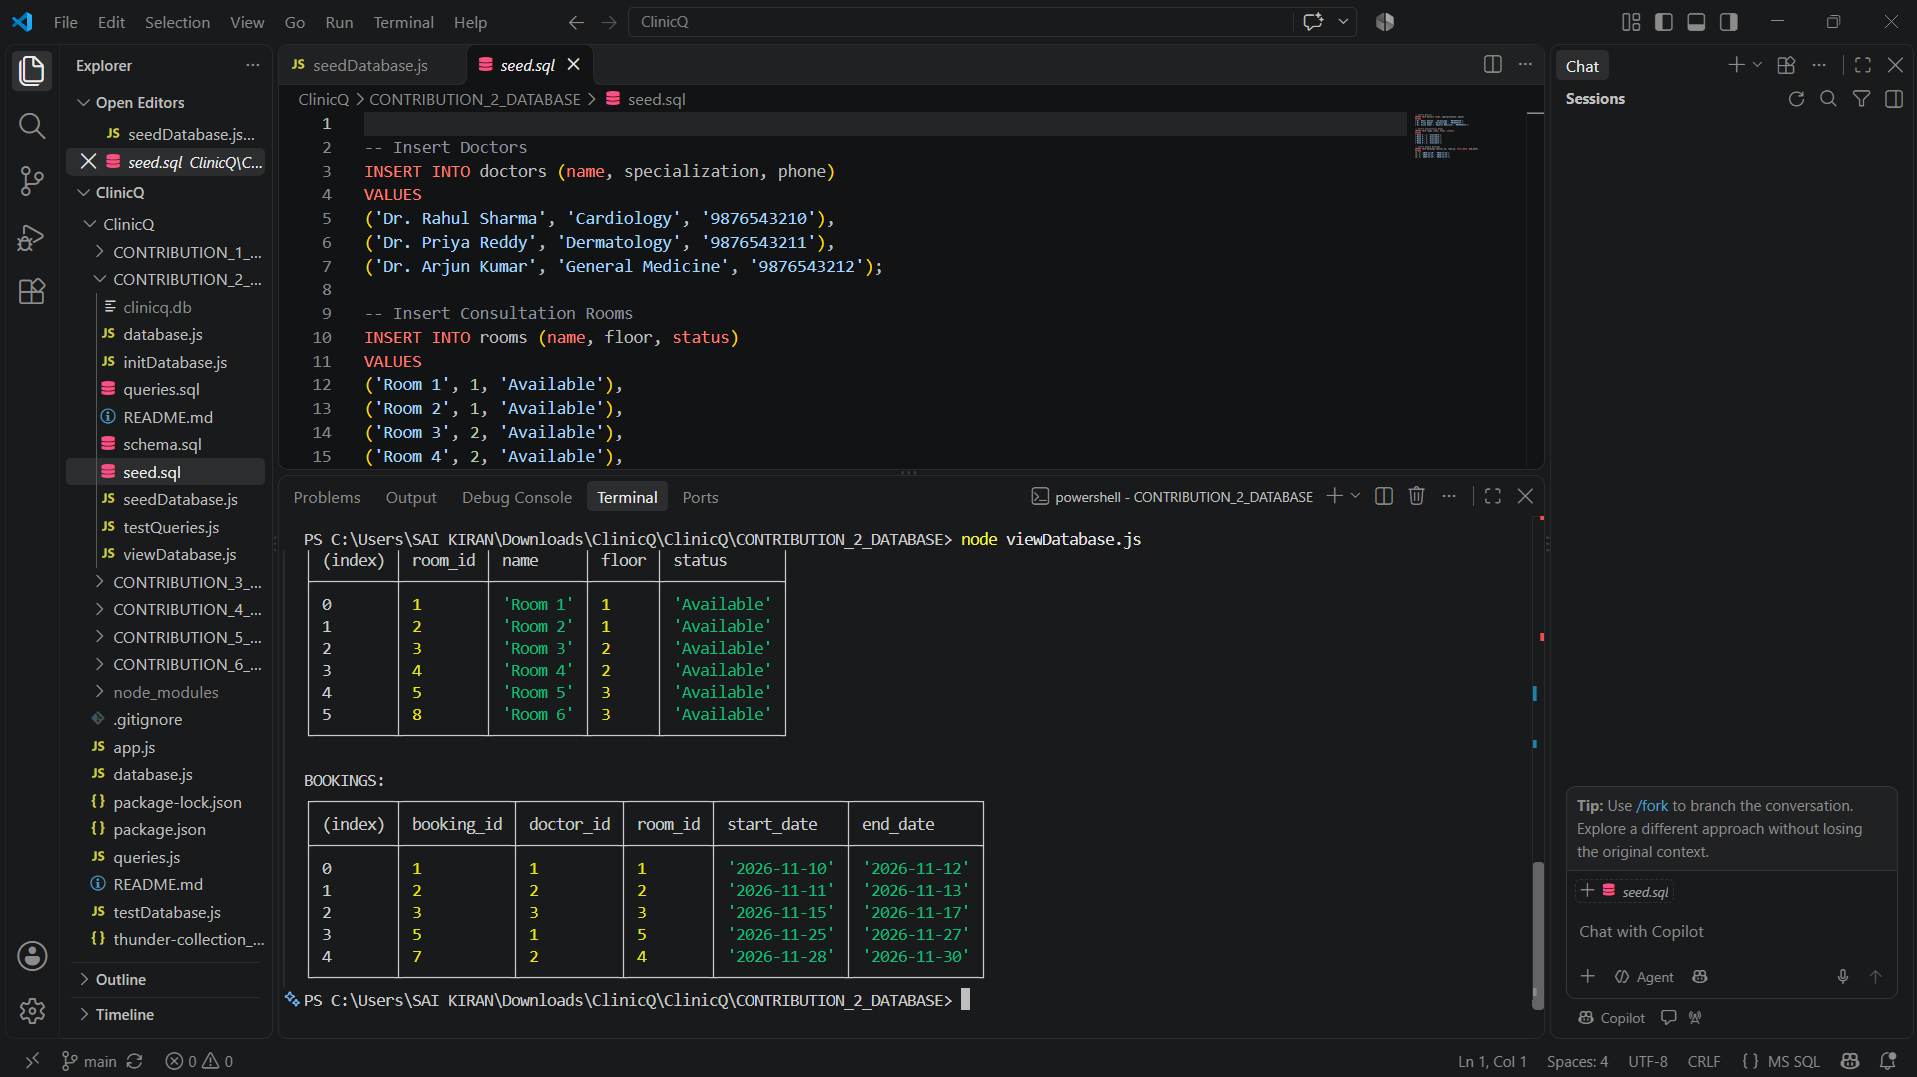 File Edit Selection View Go Run Terminal Help
ClinicQ
Explorer
Open Editors
JS seedDatabase.js...
seed.sql ClinicQ\C...
ClinicQ
ClinicQ
CONTRIBUTION_1_...
CONTRIBUTION_2_...
clinicq.db
JS database.js
JS initDatabase.js
queries.sql
README.md
schema.sql
seed.sql
JS seedDatabase.js
JS testQueries.js
JS viewDatabase.js
CONTRIBUTION_3_...
CONTRIBUTION_4_...
CONTRIBUTION_5_...
CONTRIBUTION_6_...
node_modules
.gitignore
JS app.js
JS database.js
{} package-lock.json
{} package.json
JS queries.js
README.md
JS testDatabase.js
{} thunder-collection_...
Outline
Timeline
JS seedDatabase.js
seed.sql
ClinicQ > CONTRIBUTION_2_DATABASE > seed.sql
1
2 -- Insert Doctors
3 INSERT INTO doctors (name, specialization, phone)
4 VALUES
5 ('Dr. Rahul Sharma', 'Cardiology', '9876543210'),
6 ('Dr. Priya Reddy', 'Dermatology', '9876543211'),
7 ('Dr. Arjun Kumar', 'General Medicine', '9876543212');
8
9 -- Insert Consultation Rooms
10 INSERT INTO rooms (name, floor, status)
11 VALUES
12 ('Room 1', 1, 'Available'),
13 ('Room 2', 1, 'Available'),
14 ('Room 3', 2, 'Available'),
15 ('Room 4', 2, 'Available'),
Problems Output Debug Console Terminal Ports
powershell - CONTRIBUTION_2_DATABASE
PS C:\Users\SAI KIRAN\Downloads\ClinicQ\ClinicQ\CONTRIBUTION_2_DATABASE> node viewDatabase.js
(index) room_id name floor status
0 1 'Room 1' 1 'Available'
1 2 'Room 2' 1 'Available'
2 3 'Room 3' 2 'Available'
3 4 'Room 4' 2 'Available'
4 5 'Room 5' 3 'Available'
5 8 'Room 6' 3 'Available'
BOOKINGS:
(index) booking_id doctor_id room_id start_date end_date
0 1 1 1 '2026-11-10' '2026-11-12'
1 2 2 2 '2026-11-11' '2026-11-13'
2 3 3 3 '2026-11-15' '2026-11-17'
3 5 1 5 '2026-11-25' '2026-11-27'
4 7 2 4 '2026-11-28' '2026-11-30'
PS C:\Users\SAI KIRAN\Downloads\ClinicQ\ClinicQ\CONTRIBUTION_2_DATABASE>
Chat
Sessions
Tip: Use /fork to branch the conversation.
Explore a different approach without losing
the original context.
seed.sql
Chat with Copilot
Agent
Copilot
main 0 0
Ln 1, Col 1 Spaces: 4 UTF-8 CRLF {} MS SQL